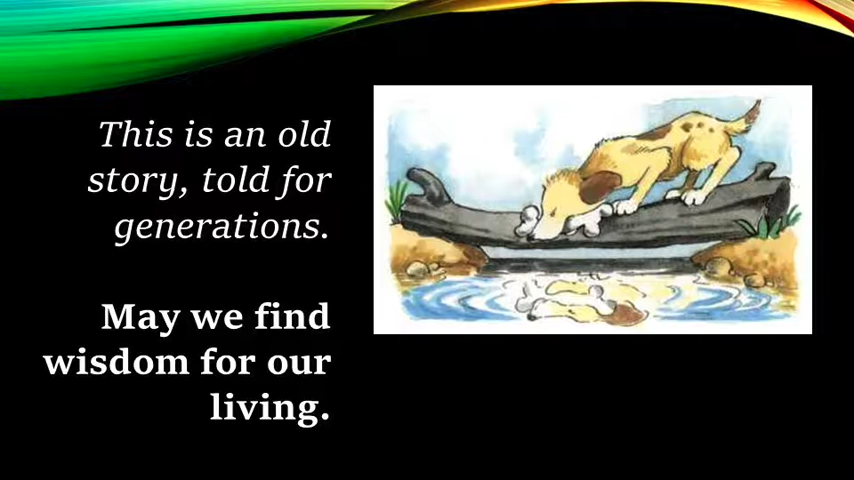 This is an old
story, told for
generations.
May we find
wisdom for our
living.